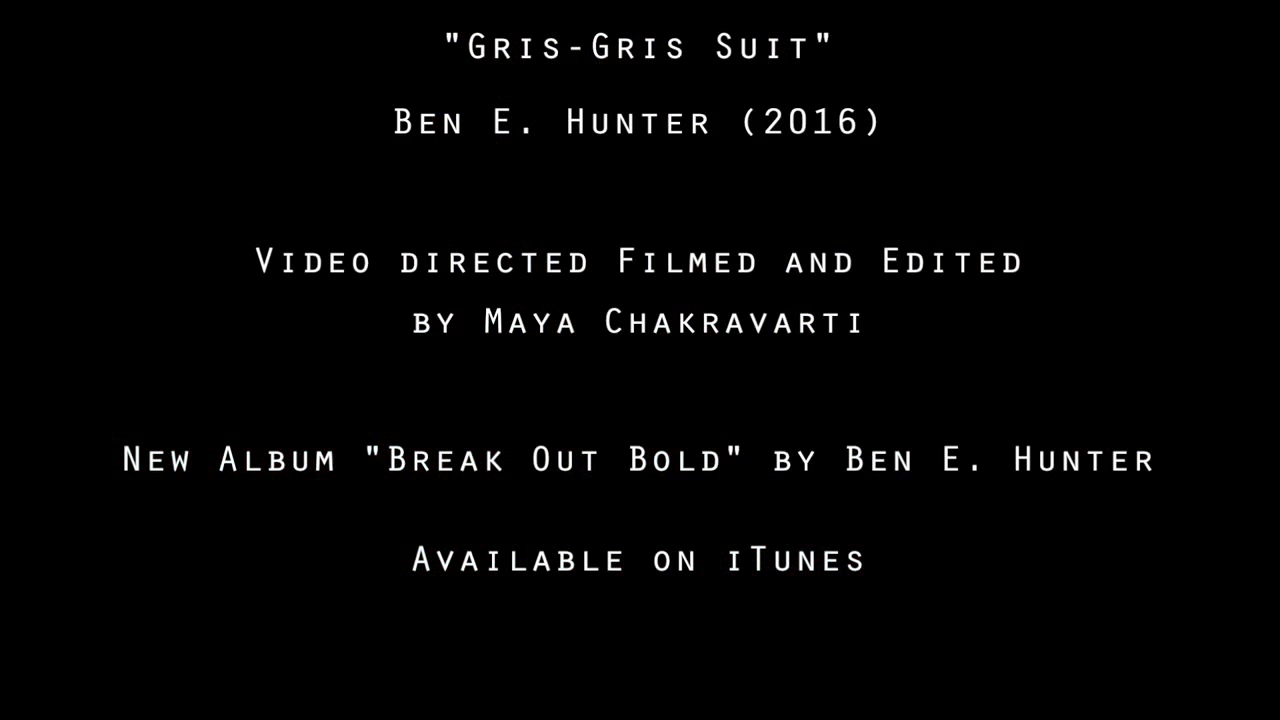 "Gris-Gris Suit"
Ben E. Hunter (2016)
Video directed Filmed and Edited
by Maya Chakravarti
New Album "Break Out Bold" by Ben E. Hunter
Available on iTunes